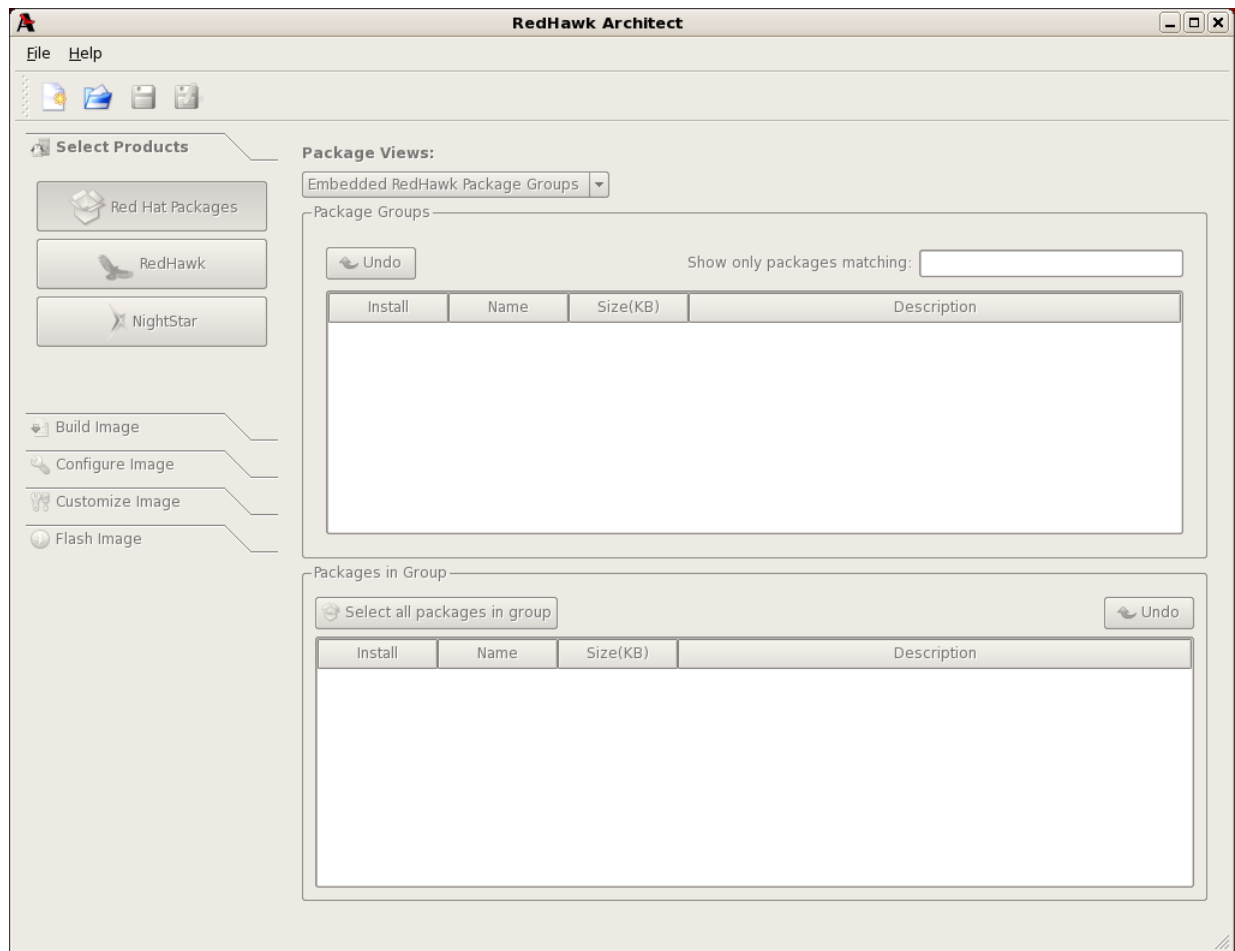 RedHawk Architect
File Help
Select Products
Red Hat Packages
RedHawk
NightStar
Build Image
Configure Image
Customize Image
Flash Image
Package Views:
Embedded RedHawk Package Groups
Package Groups
Undo Show only packages matching:
Install Name Size(KB) Description
Packages in Group
Select all packages in group Undo
Install Name Size(KB) Description